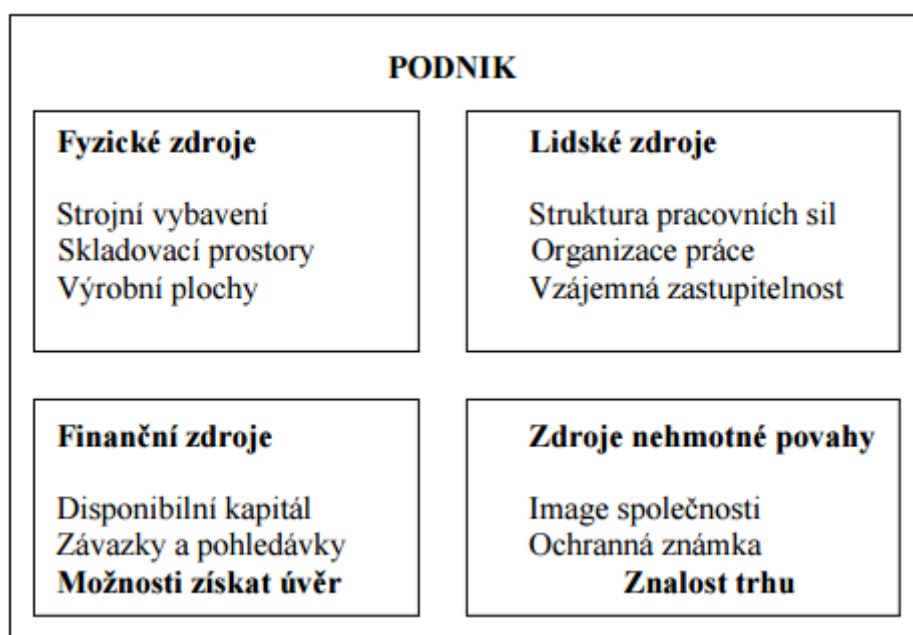 PODNIK
Fyzické zdroje
Strojní vybavení
Skladovací prostory
Výrobní plochy
Lidské zdroje
Struktura pracovních sil
Organizace práce
Vzájemná zastupitelnost
Finanční zdroje
Disponibilní kapitál
Závazky a pohledávky
Možnosti získat úvěr
Zdroje nehmotné povahy
Image společnosti
Ochranná známka
Znalost trhu